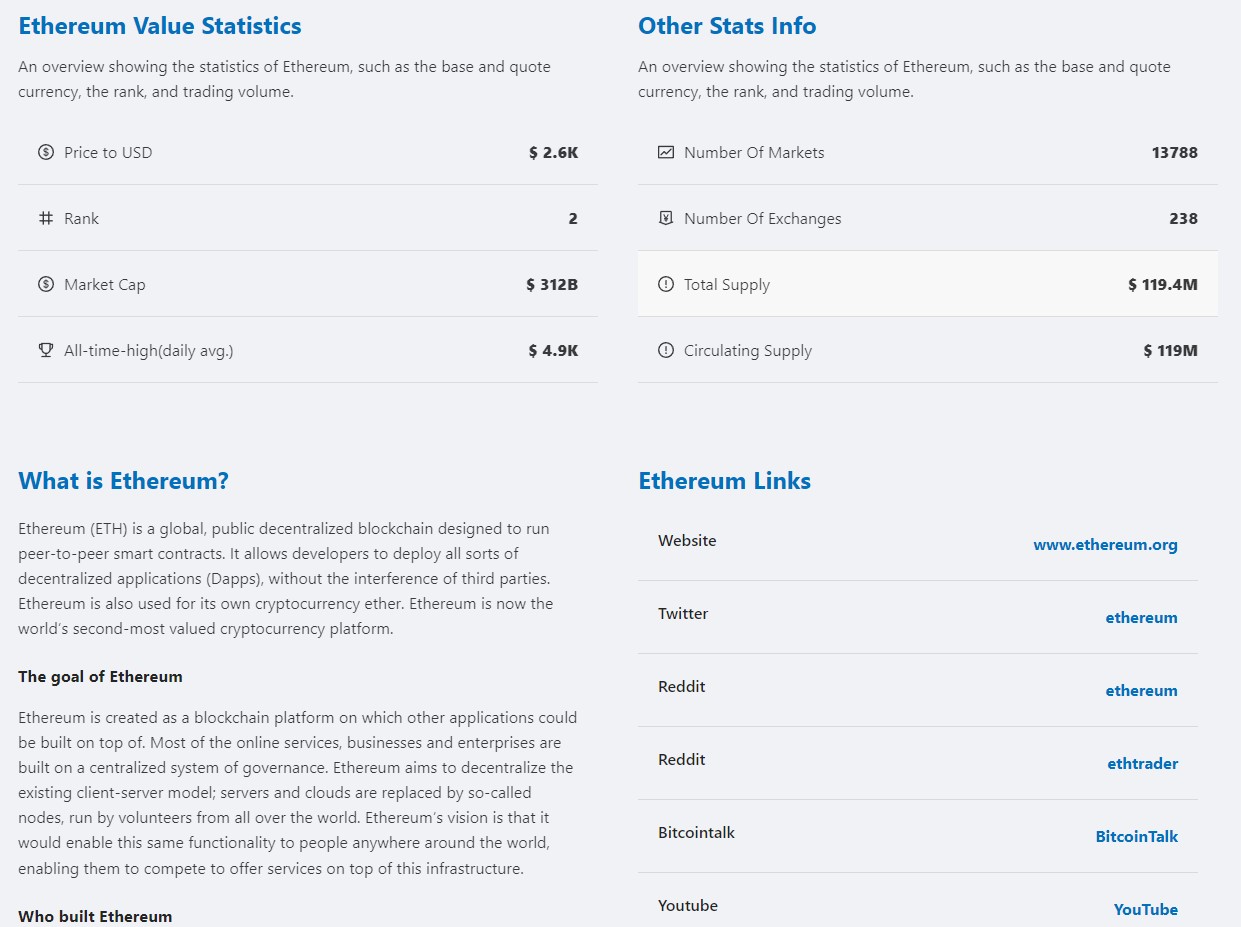 Ethereum Value Statistics
An overview showing the statistics of Ethereum, such as the base and quote
currency, the rank, and trading volume.
Price to USD $ 2.6K
Rank 2
Market Cap $ 312B
All-time-high(daily avg.) $ 4.9K
Other Stats Info
An overview showing the statistics of Ethereum, such as the base and quote
currency, the rank, and trading volume.
Number Of Markets 13788
Number Of Exchanges 238
Total Supply $ 119.4M
Circulating Supply $ 119M
What is Ethereum?
Ethereum (ETH) is a global, public decentralized blockchain designed to run
peer-to-peer smart contracts. It allows developers to deploy all sorts of
decentralized applications (Dapps), without the interference of third parties.
Ethereum is also used for its own cryptocurrency ether. Ethereum is now the
world's second-most valued cryptocurrency platform.
The goal of Ethereum
Ethereum is created as a blockchain platform on which other applications could
be built on top of. Most of the online services, businesses and enterprises are
built on a centralized system of governance. Ethereum aims to decentralize the
existing client-server model; servers and clouds are replaced by so-called
nodes, run by volunteers from all over the world. Ethereum's vision is that it
would enable this same functionality to people anywhere around the world,
enabling them to compete to offer services on top of this infrastructure.
Who built Ethereum
Ethereum Links
Website www.ethereum.org
Twitter ethereum
Reddit ethereum
Reddit ethtrader
Bitcointalk BitcoinTalk
Youtube YouTube